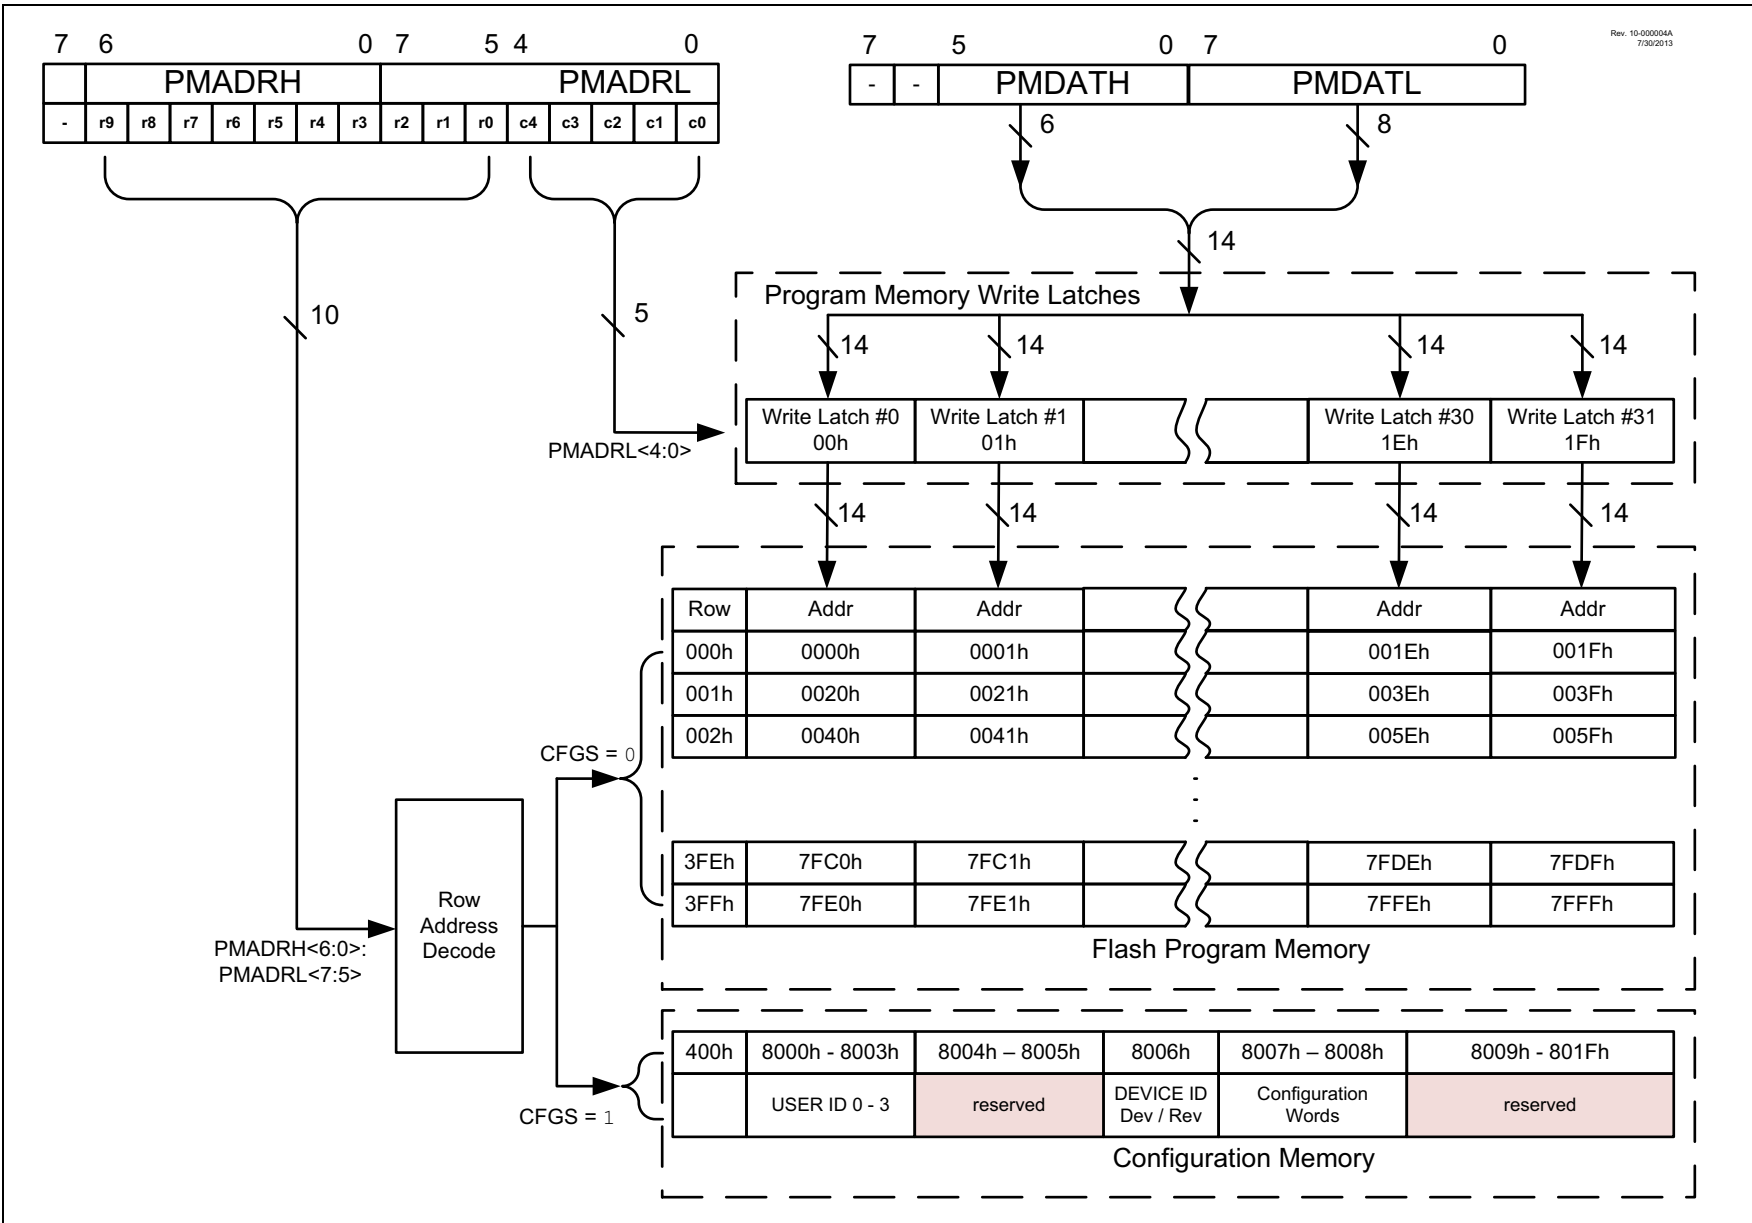 7 6 0 7 5 4 0
7 5 0 7 0
Rev. 10-000004A
7/30/2013
PMADRH PMADRL
- - PMDATH PMDATL
- r9 r8 r7 r6 r5 r4 r3 r2 r1 r0 c4 c3 c2 c1 c0
6 8
14
10 5
Program Memory Write Latches
14 14 14 14
Write Latch #0 Write Latch #1 Write Latch #30 Write Latch #31
00h 01h 1Eh 1Fh
PMADRL<4:0>
14 14 14 14
Row Addr Addr Addr Addr
000h 0000h 0001h 001Eh 001Fh
001h 0020h 0021h 003Eh 003Fh
002h 0040h 0041h 005Eh 005Fh
CFGS = 0
3FEh 7FC0h 7FC1h 7FDEh 7FDFh
3FFh 7FE0h 7FE1h 7FFEh 7FFFh
Row
Address
Decode
PMADRH<6:0>:
PMADRL<7:5>
Flash Program Memory
400h 8000h - 8003h 8004h – 8005h 8006h 8007h – 8008h 8009h - 801Fh
USER ID 0 - 3 reserved DEVICE ID Configuration reserved
Dev / Rev Words
CFGS = 1
Configuration Memory